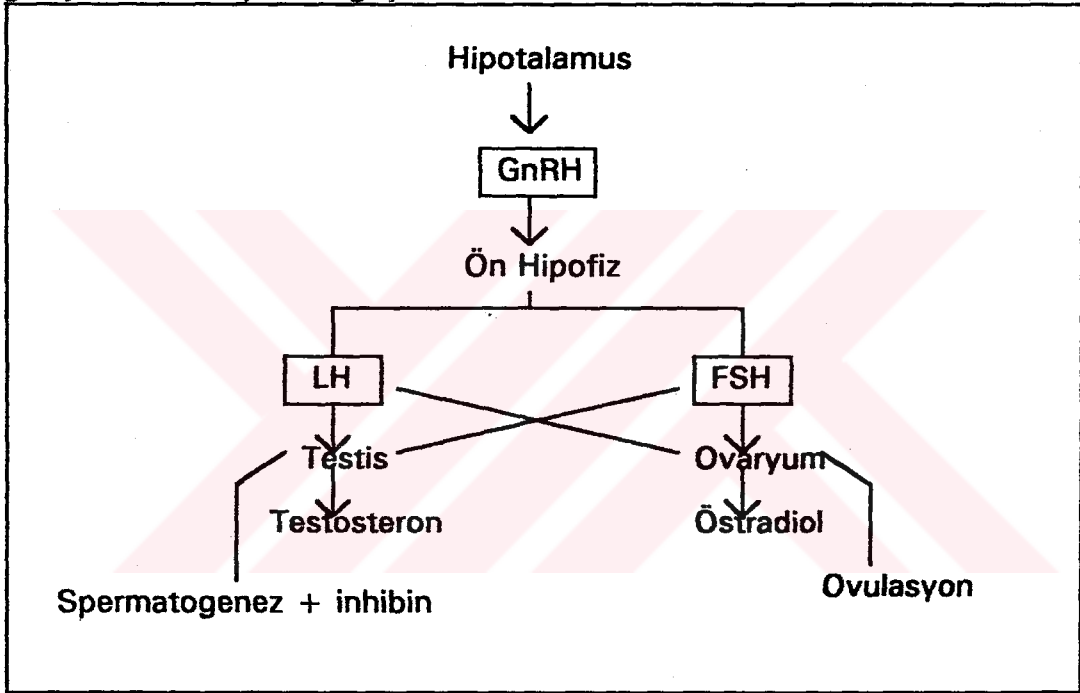 Hipotalamus
GnRH
Ön Hipofiz
LH FSH
Testis Ovaryum
Testosteron Östradiol
Spermatogenez + inhibin Ovulasyon